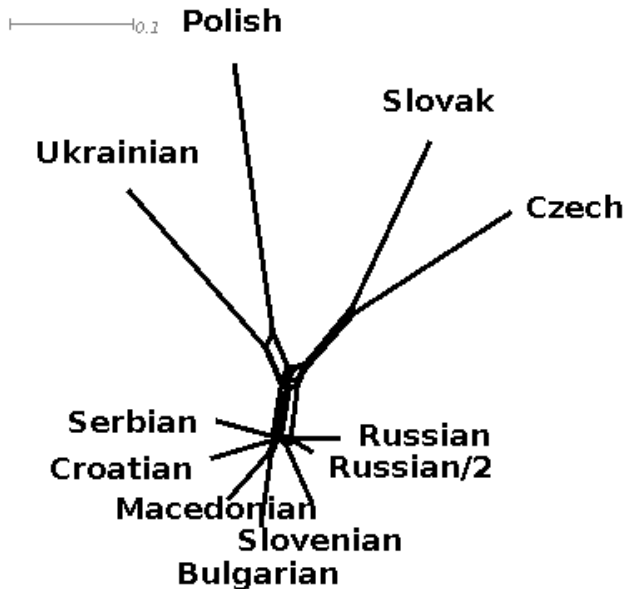 0.1
Polish
Slovak
Ukrainian
Czech
Serbian
Russian
Croatian
Russian/2
Macedonian
Slovenian
Bulgarian